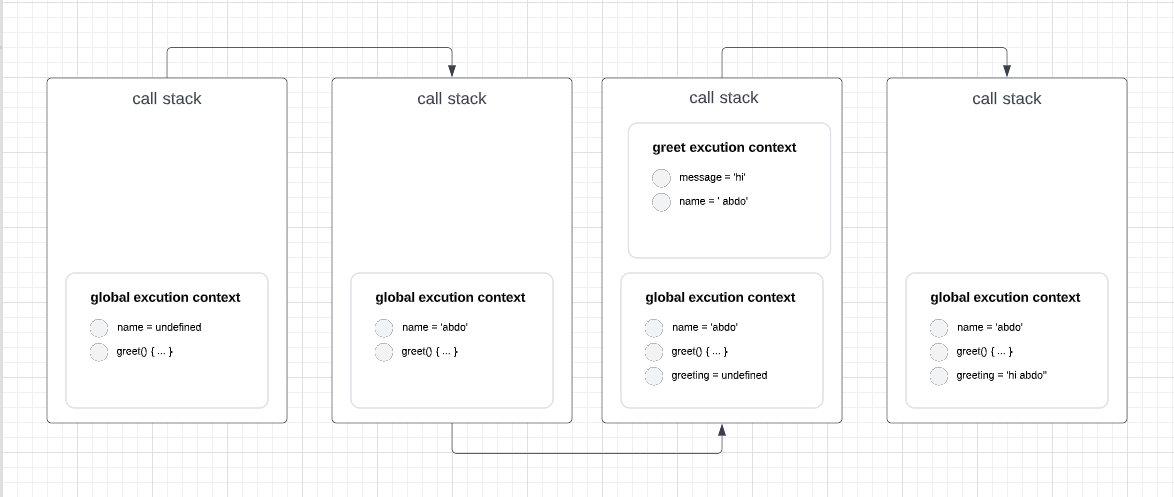 call stack
global excution context
name = undefined
greet() { ... }
call stack
global excution context
name = 'abdo'
greet() { ... }
call stack
greet excution context
message = 'hi'
name = ' abdo'
global excution context
name = 'abdo'
greet() { ... }
greeting = undefined
call stack
global excution context
name = 'abdo'
greet() { ... }
greeting = 'hi abdo"